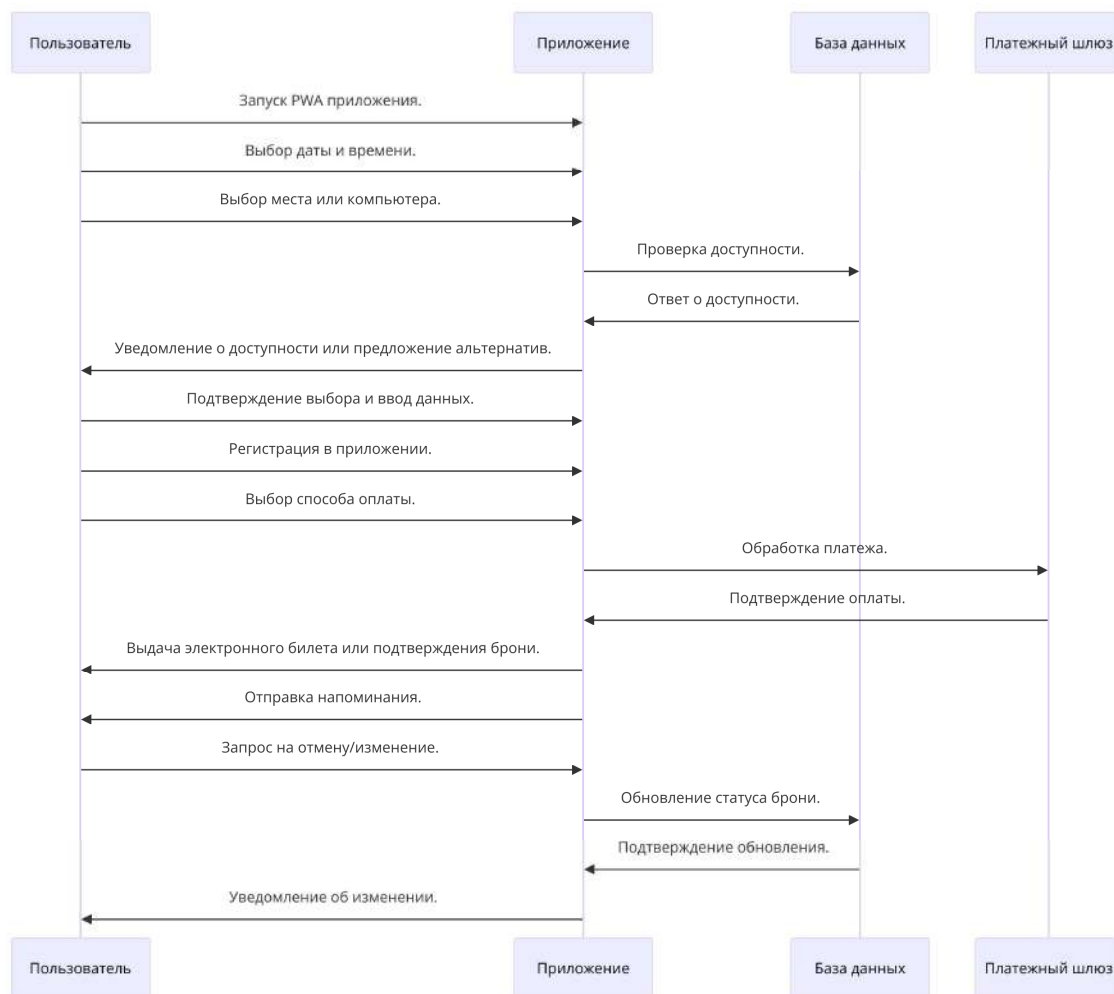 Пользователь
Приложение
База данных
Платежный шлюз
Запуск PWA приложения.
Выбор даты и времени.
Выбор места или компьютера.
Проверка доступности.
Ответ о доступности.
Уведомление о доступности или предложение альтернатив.
Подтверждение выбора и ввод данных.
Регистрация в приложении.
Выбор способа оплаты.
Обработка платежа.
Подтверждение оплаты.
Выдача электронного билета или подтверждения брони.
Отправка напоминания.
Запрос на отмену/изменение.
Обновление статуса брони.
Подтверждение обновления.
Уведомление об изменении.
Пользователь
Приложение
База данных
Платежный шлюз